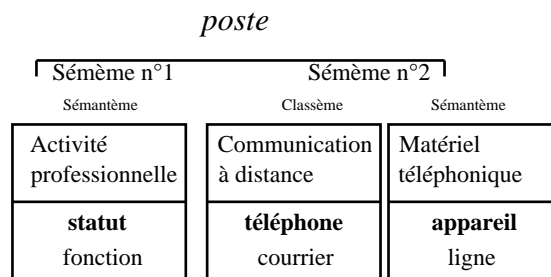 poste
Sémème n°1 Sémème n°2
Sémantème Classème Sémantème
Activité professionnelle
Communication à distance
Matériel téléphonique
statut
fonction
téléphone
courrier
appareil
ligne